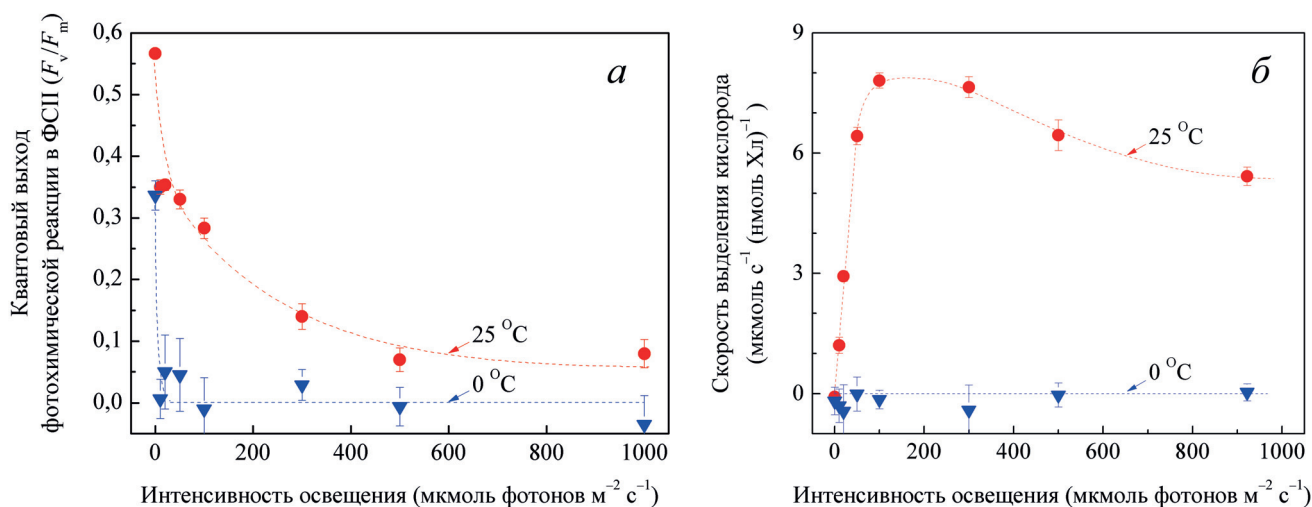 Квантовый выход
фотохимической реакции в ФСII (Fv/Fm)
0,6
0,5
0,4
0,3
0,2
0,1
0,0
а
25 °C
0 °C
0 200 400 600 800 1000
Интенсивность освещения (мкмоль фотонов м⁻² с⁻¹)
Скорость выделения кислорода
(мкмоль с⁻¹ (нмоль Хл)⁻¹
9
6
3
0
б
25 °C
0 °C
0 200 400 600 800 1000
Интенсивность освещения (мкмоль фотонов м⁻² с⁻¹)